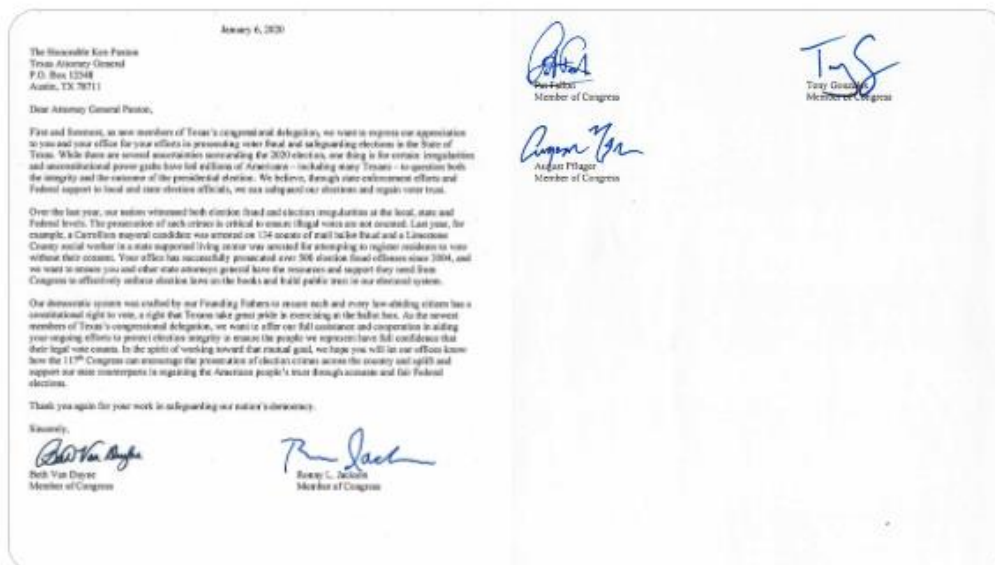 January 6, 2020
The Honorable Ken Paxton
Texas Attorney General
P.O. Box 12548
Austin, TX 78711
Dear Attorney General Paxton,
First and foremost, as new members of Texas's congressional delegation, we want to express our appreciation
to you and your office for your efforts in prosecuting voter fraud and safeguarding elections in the State of
Texas. While there are several uncertainties surrounding the 2020 election, one thing is for certain irregularities
and unconstitutional power grabs have led millions of Americans – including many Texans – to question both
the integrity and the outcome of the presidential election. We believe, through state enforcement efforts and
Federal support to local and state election officials, we can safeguard our elections and regain voter trust.
Over the last year, our nation witnessed both election fraud and election irregularities at the local, state and
Federal levels. The prosecution of such crimes is critical to ensure illegal votes are not counted. Last year, for
example, a Carrollton mayoral candidate was arrested on 134 counts of mail ballot fraud and a Limestone
County social worker in a state supported living center was arrested for attempting to register residents to vote
without their consent. Your office has successfully prosecuted over 500 election fraud offenses since 2004, and
we want to ensure you and other state attorneys general have the resources and support they need from
Congress to effectively enforce election laws on the books and build public trust in our electoral system.
Our democratic system was crafted by our Founding Fathers to ensure each and every law-abiding citizen has a
constitutional right to vote, a right that Texans take great pride in exercising at the ballot box. As the newest
members of Texas's congressional delegation, we want to offer our full assistance and cooperation in aiding
your ongoing efforts to protect election integrity to ensure the people we represent have full confidence that
their legal vote counts. In the spirit of working toward that mutual goal, we hope you will let our offices know
how the 117th Congress can encourage the prosecution of election crimes across the country and uplift and
support our state counterparts in regaining the American people's trust through accurate and fair Federal
elections.
Thank you again for your work in safeguarding our nation's democracy.
Sincerely,
Beth Van Duyne
Beth Van Duyne
Member of Congress
Ronny L. Jackson
Member of Congress
Pat Fallon
Member of Congress
Tony Gonzales
Member of Congress
August Pfluger
Member of Congress